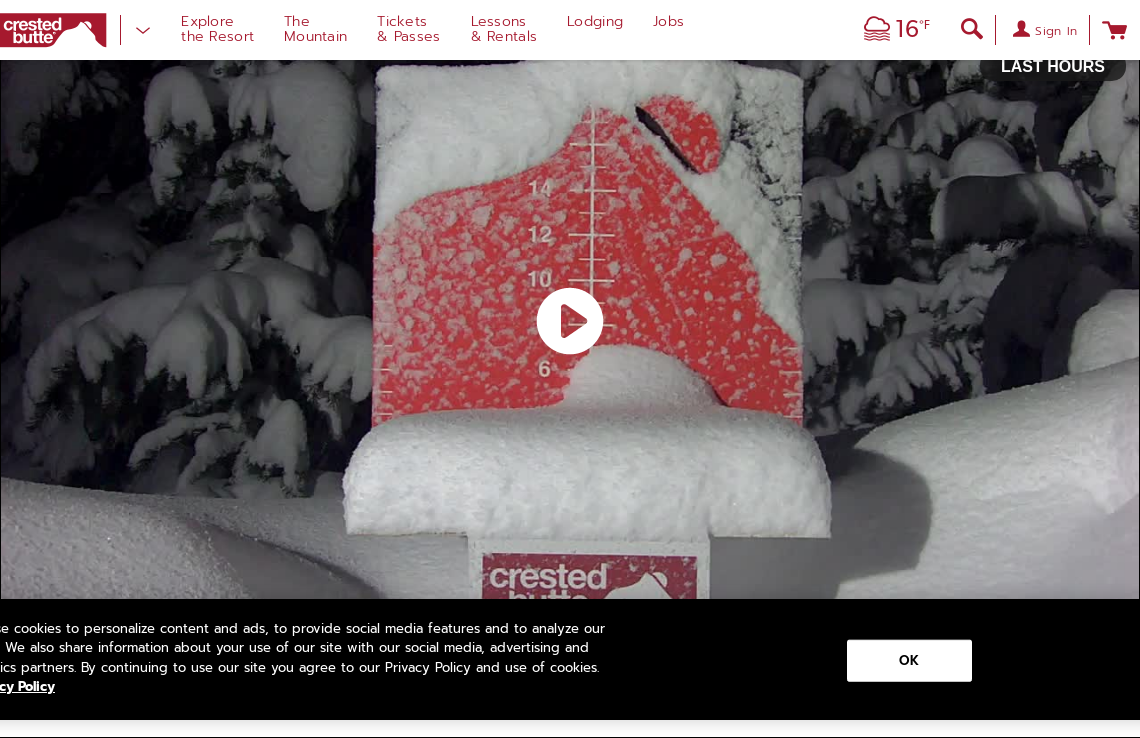 crested
butte
Explore
the Resort
The
Mountain
Tickets
& Passes
Lessons
& Rentals
Lodging
Jobs
16°F
Sign In
LAST HOURS
14
12
10
6
crested
butte
cookies to personalize content and ads, to provide social media features and to analyze our
We also share information about your use of our site with our social media, advertising and
partners. By continuing to use our site you agree to our Privacy Policy and use of cookies.
Policy
OK